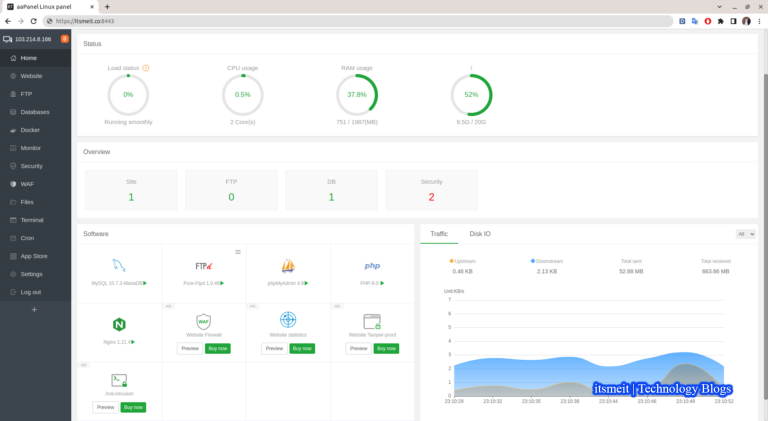 aaPanel Linux panel
https://itsmeit.co:8443
103.214.8.166
0
Home
Website
FTP
Databases
Docker
Monitor
Security
WAF
Files
Terminal
Cron
App Store
Settings
Log out
Status
Load status
CPU usage
RAM usage
/
0%
0.5%
37.8%
52%
Running smoothly
2 Core(s)
751 / 1987(MB)
9.5G / 20G
Overview
Site
FTP
DB
Security
1
0
1
2
Software
MySQL 10.7.3-MariaDB
FTPd
Pure-Ftpd 1.0.49
phpMyAdmin 4.9
php
PHP-8.0
Nginx 1.21.4
WAF
Website Firewall
Preview
Buy now
Website statistics
Preview
Buy now
Website Tamper-proof
Preview
Buy now
Anti-intrusion
Preview
Buy now
Traffic
Disk IO
All
Upstream
Downstream
Total sent
Total received
0.46 KB
2.13 KB
52.88 MB
663.66 MB
Unit:KB/s
7
6
5
4
3
2
1
0
23:10:29
23:10:32
23:10:35
23:10:38
23:10:44
23:10:46
23:10:49
23:10:52
itsmeit | Technology Blogs